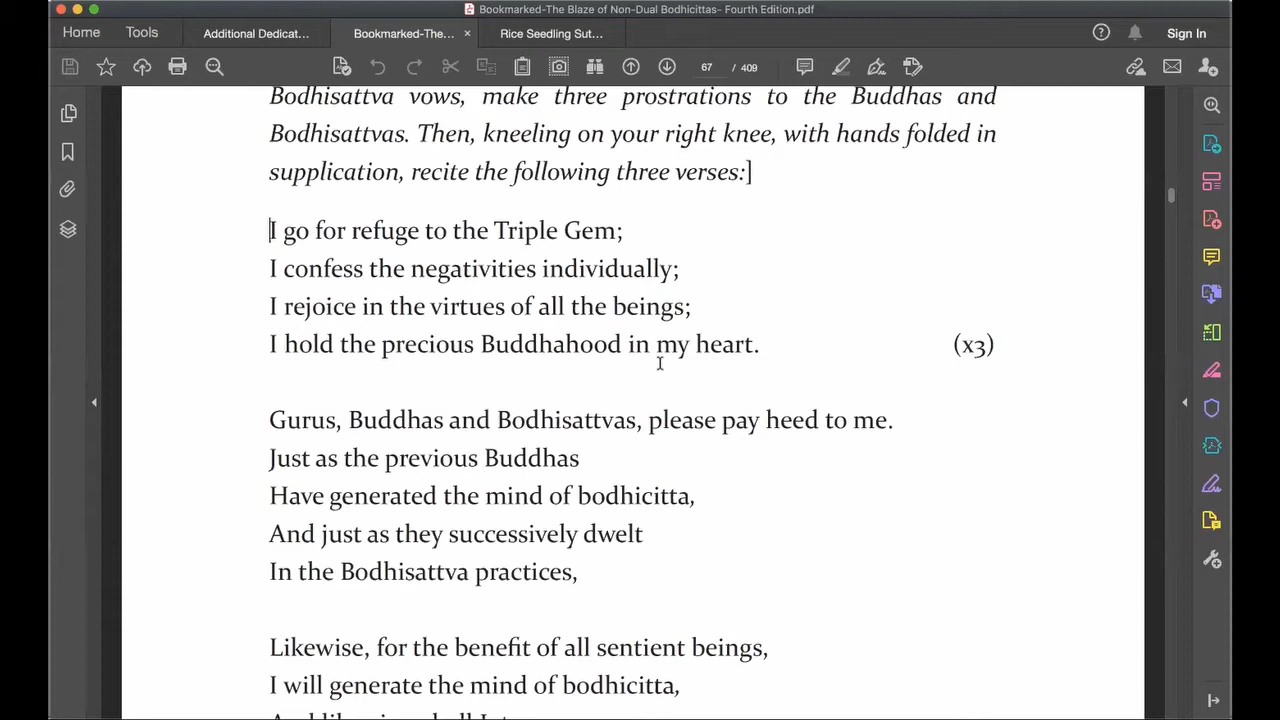 Bookmarked-The Blaze of Non-Dual Bodhicittas- Fourth Edition.pdf
Home Tools Additional Dedicat... Bookmarked-The... × Rice Seedling Sut... Sign In
67 / 409
Bodhisattva vows, make three prostrations to the Buddhas and
Bodhisattvas. Then, kneeling on your right knee, with hands folded in
supplication, recite the following three verses:]
I go for refuge to the Triple Gem;
I confess the negativities individually;
I rejoice in the virtues of all the beings;
I hold the precious Buddhahood in my heart. (x3)
Gurus, Buddhas and Bodhisattvas, please pay heed to me.
Just as the previous Buddhas
Have generated the mind of bodhicitta,
And just as they successively dwelt
In the Bodhisattva practices,
Likewise, for the benefit of all sentient beings,
I will generate the mind of bodhicitta,